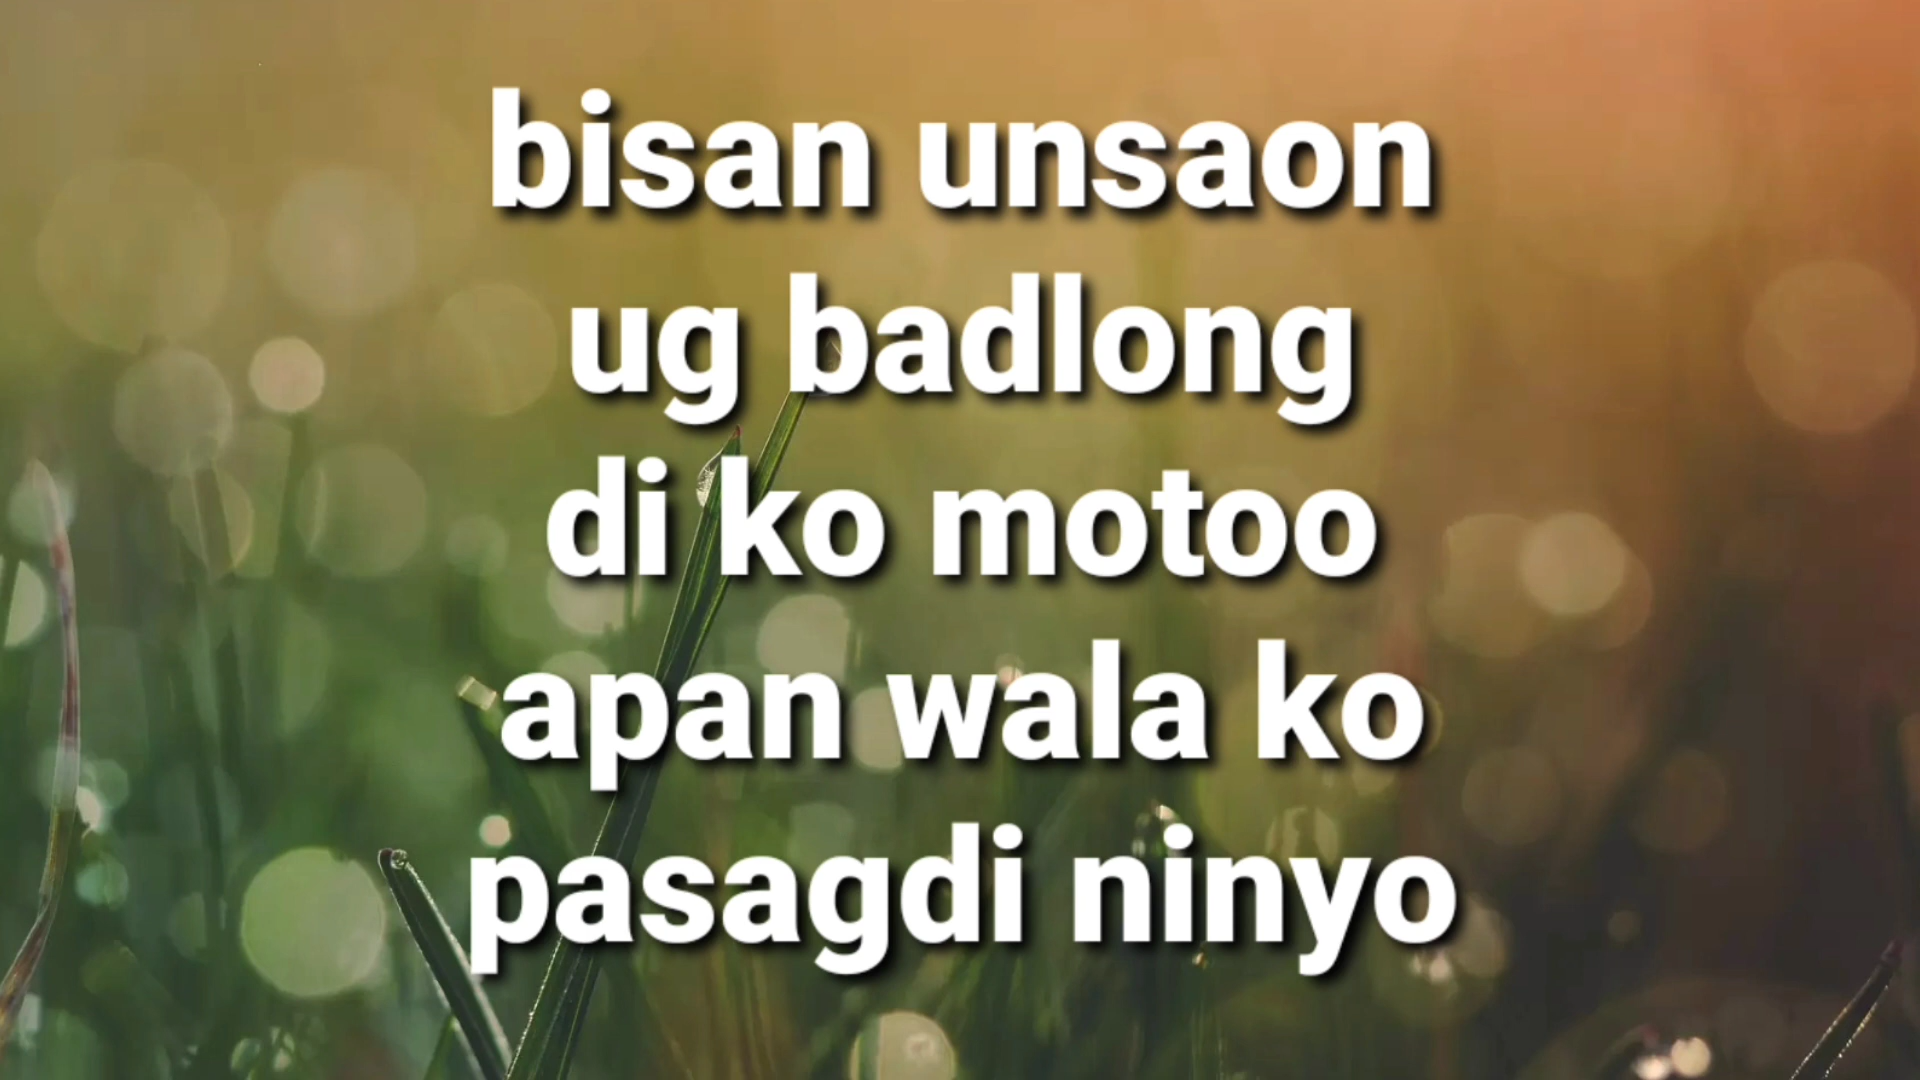 bisan unsaon
ug badlong
di ko motoo
apan wala ko
pasagdi ninyo